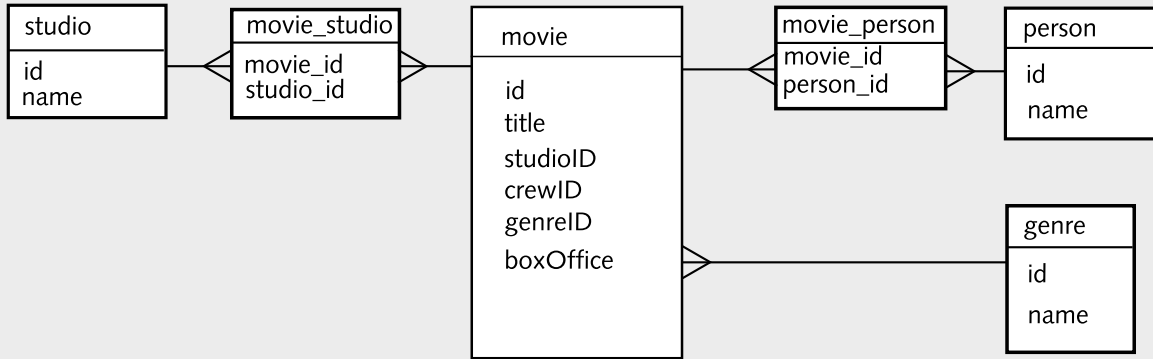 studio
id
name
movie_studio
movie_id
studio_id
movie
id
title
studioID
crewID
genreID
boxOffice
movie_person
movie_id
person_id
person
id
name
genre
id
name